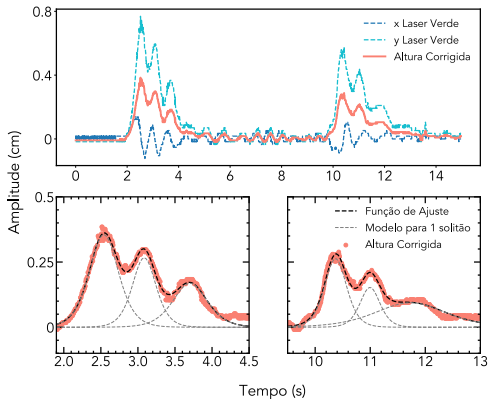 0.8
0.4
0
x Laser Verde
y Laser Verde
Altura Corrigida
0 2 4 6 8 10 12 14
Amplitude (cm)
0.5
0.25
0
2.0 2.5 3.0 3.5 4.0 4.5
Função de Ajuste
Modelo para 1 solitão
Altura Corrigida
10 11 12 13
Tempo (s)